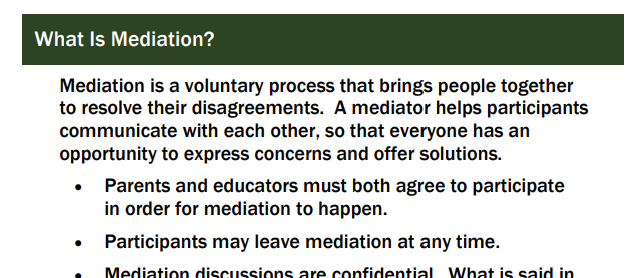 What Is Mediation?
Mediation is a voluntary process that brings people together
to resolve their disagreements.  A mediator helps participants
communicate with each other, so that everyone has an
opportunity to express concerns and offer solutions.
• Parents and educators must both agree to participate
in order for mediation to happen.
• Participants may leave mediation at any time.
• Mediation discussions are confidential.  What is said in